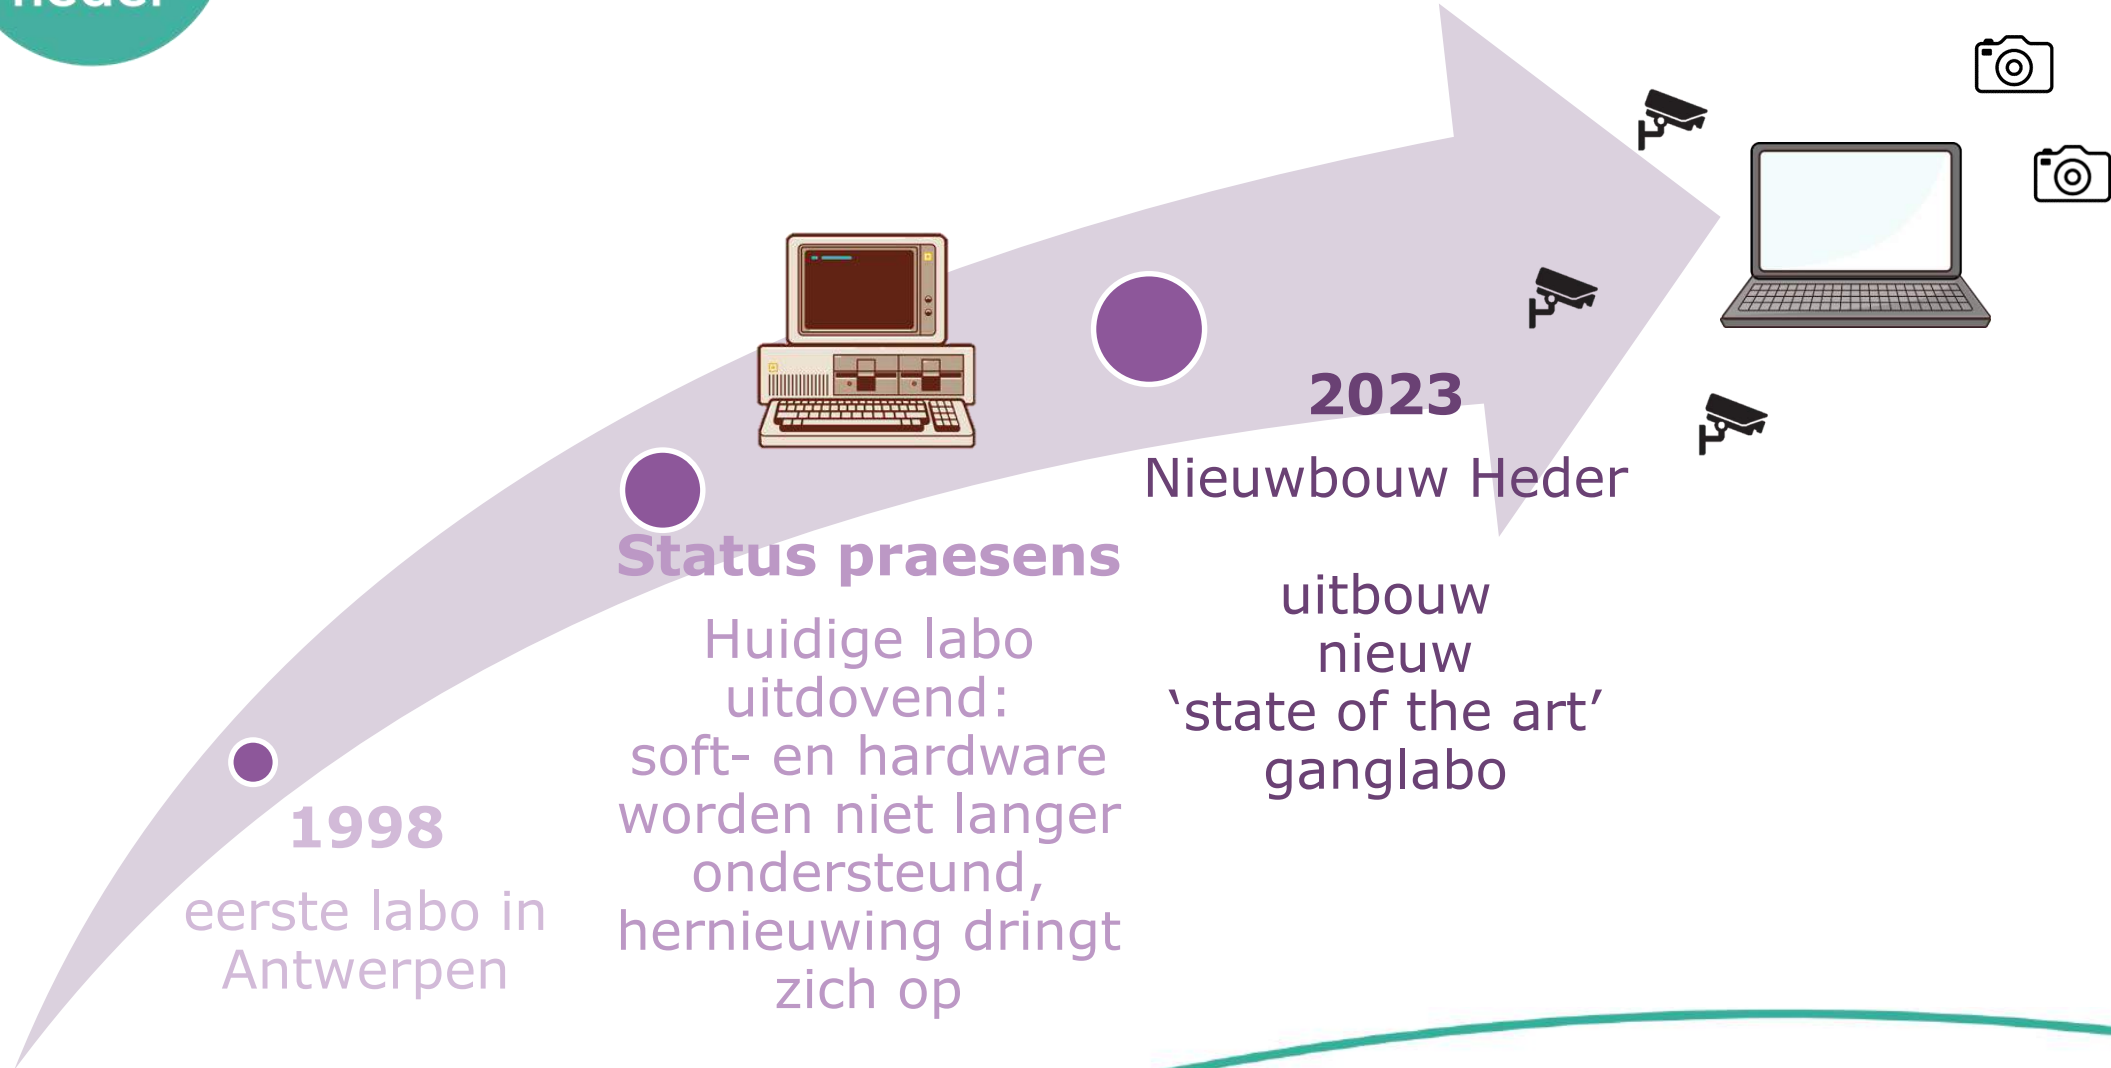 heder
1998
eerste labo in
Antwerpen
Status praesens
Huidige labo
uitdovend:
soft- en hardware
worden niet langer
ondersteund,
hernieuwing dringt
zich op
2023
Nieuwbouw Heder
uitbouw
nieuw
‘state of the art’
ganglabo